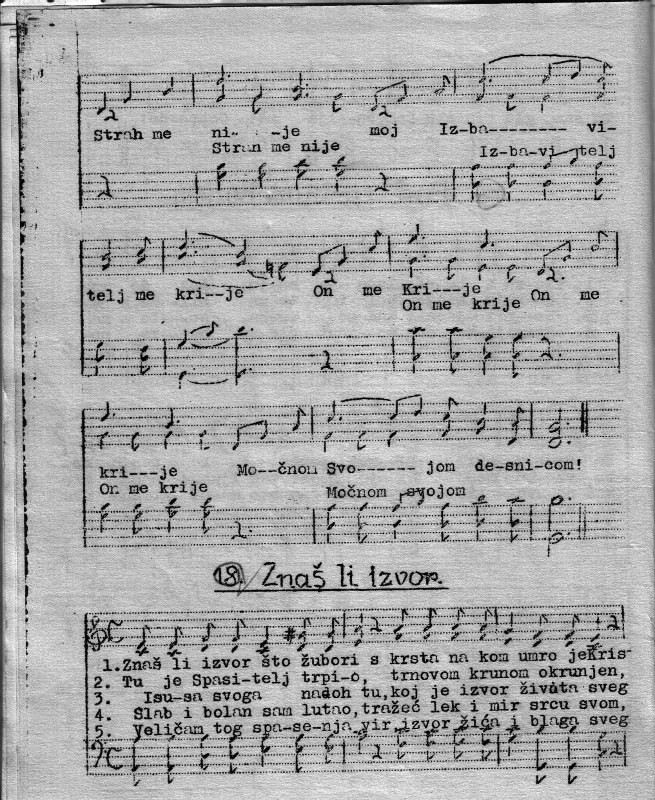 Strah me ni- -je moj Iz-ba-------- vi-
Strah me nije Iz-ba-vi telj
telj me kri--je On me Kri---je
On me krije On me
kri---je Mo--čnom Svo------- jom de-sni-com!
On me krije Močnom svojom
18. Znaš li Izvor.
1.Znaš li izvor što žubori s krsta na kom umro jeKris-
2. Tu je Spasi-telj trpi-o, trnovom krunom okrunjen,
3. Isu-sa svoga nađoh tu,koj je izvor života sveg
4. Slab i bolan sam lutao,tražeć lek i mir srcu svom,
5. Veličam tog spa-se-nja vir,izvor žića i blaga sveg